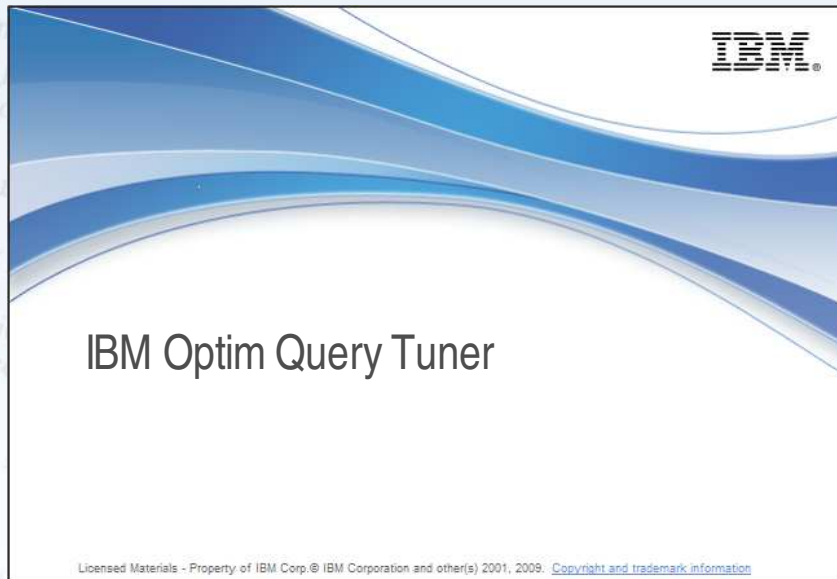 IBM®
IBM Optim Query Tuner
Licensed Materials - Property of IBM Corp.© IBM Corporation and other(s) 2001, 2009. Copyright and trademark information